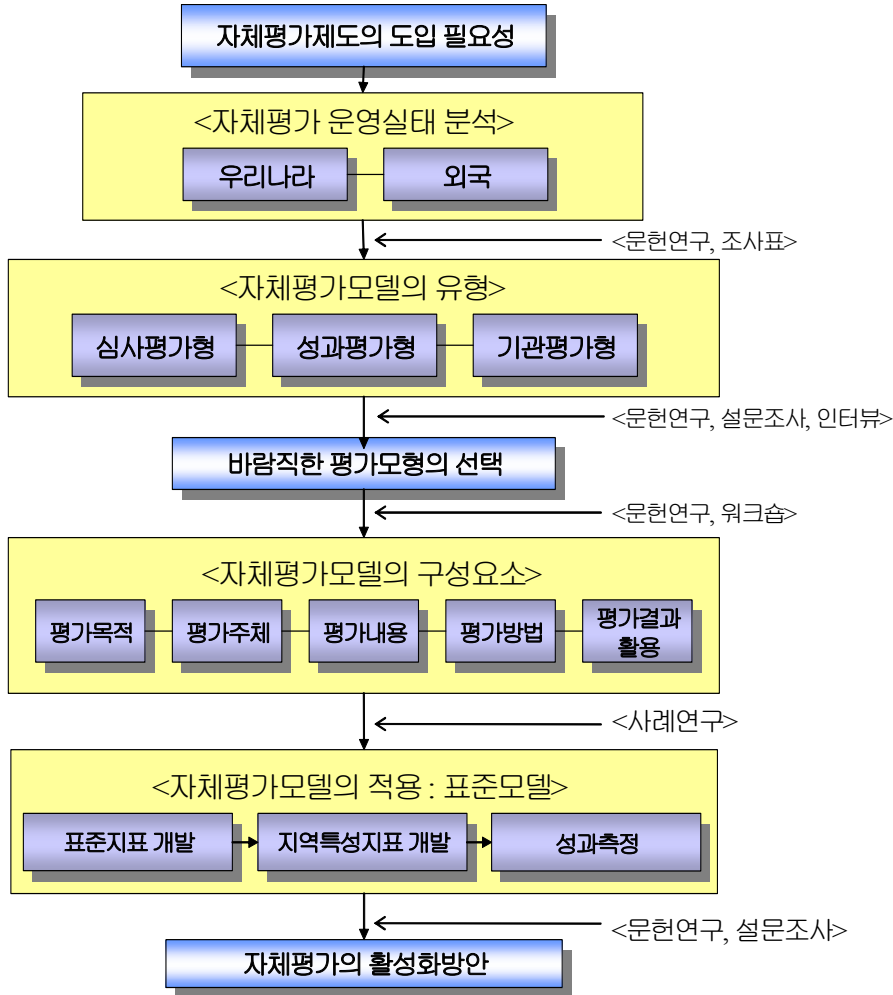 자체평가제도의 도입 필요성
<자체평가 운영실태 분석>
우리나라
외국
<문헌연구, 조사표>
<자체평가모델의 유형>
심사평가형
성과평가형
기관평가형
<문헌연구, 설문조사, 인터뷰>
바람직한 평가모형의 선택
<문헌연구, 워크숍>
<자체평가모델의 구성요소>
평가목적
평가주체
평가내용
평가방법
평가결과
활용
<사례연구>
<자체평가모델의 적용 : 표준모델>
표준지표 개발
지역특성지표 개발
성과측정
<문헌연구, 설문조사>
자체평가의 활성화방안